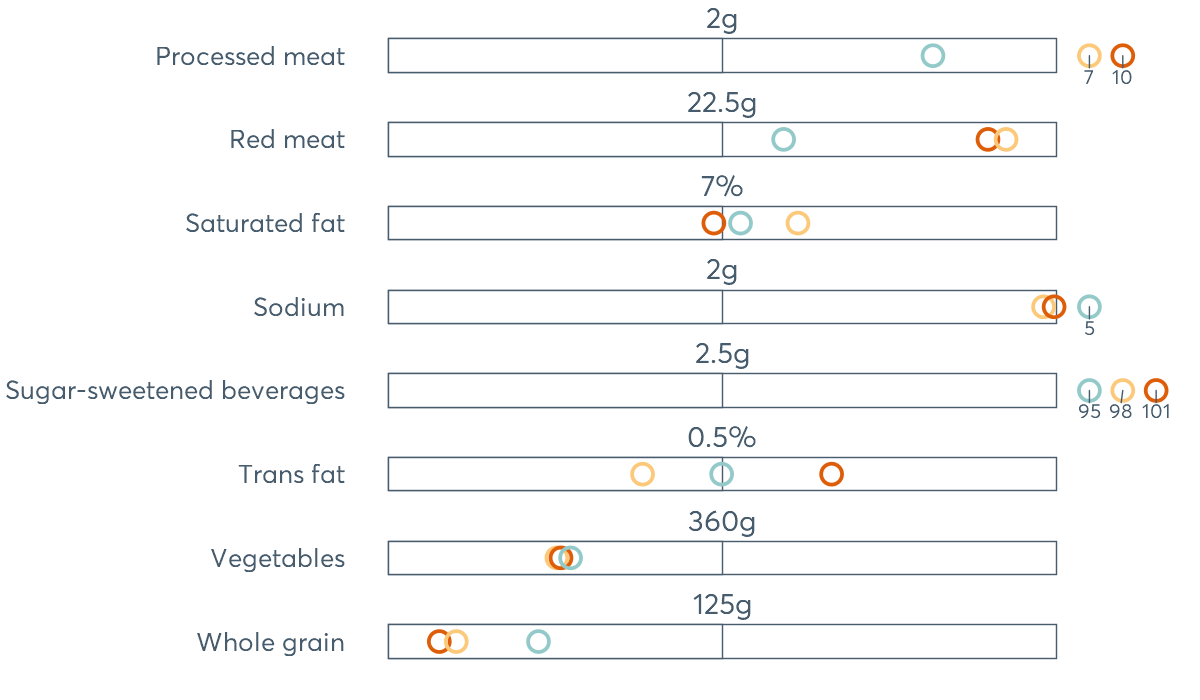 2g
Processed meat
7 10
22.5g
Red meat
7%
Saturated fat
2g
Sodium
5
2.5g
Sugar-sweetened beverages
95 98 101
0.5%
Trans fat
360g
Vegetables
125g
Whole grain